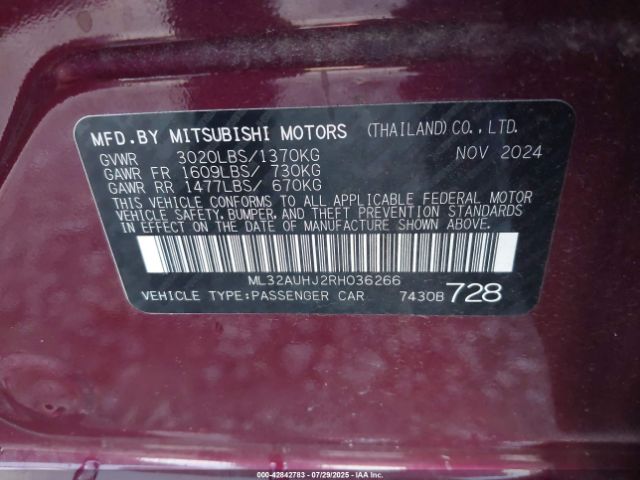 MFD.BY MITSUBISHI MOTORS (THAILAND) CO., LTD.
GVWR 3020LBS/1370KG NOV 2024
GAWR FR 1609LBS/ 730KG
GAWR RR 1477LBS/ 670KG
THIS VEHICLE CONFORMS TO ALL APPLICABLE FEDERAL MOTOR
VEHICLE SAFETY, BUMPER, AND THEFT PREVENTION STANDARDS
IN EFFECT ON THE DATE OF MANUFACTURE SHOWN ABOVE.
ML32AUHJ2RH036266
VEHICLE TYPE:PASSENGER CAR 7430B 728
000-42842783 - 07/29/2025 - IAAI.COM